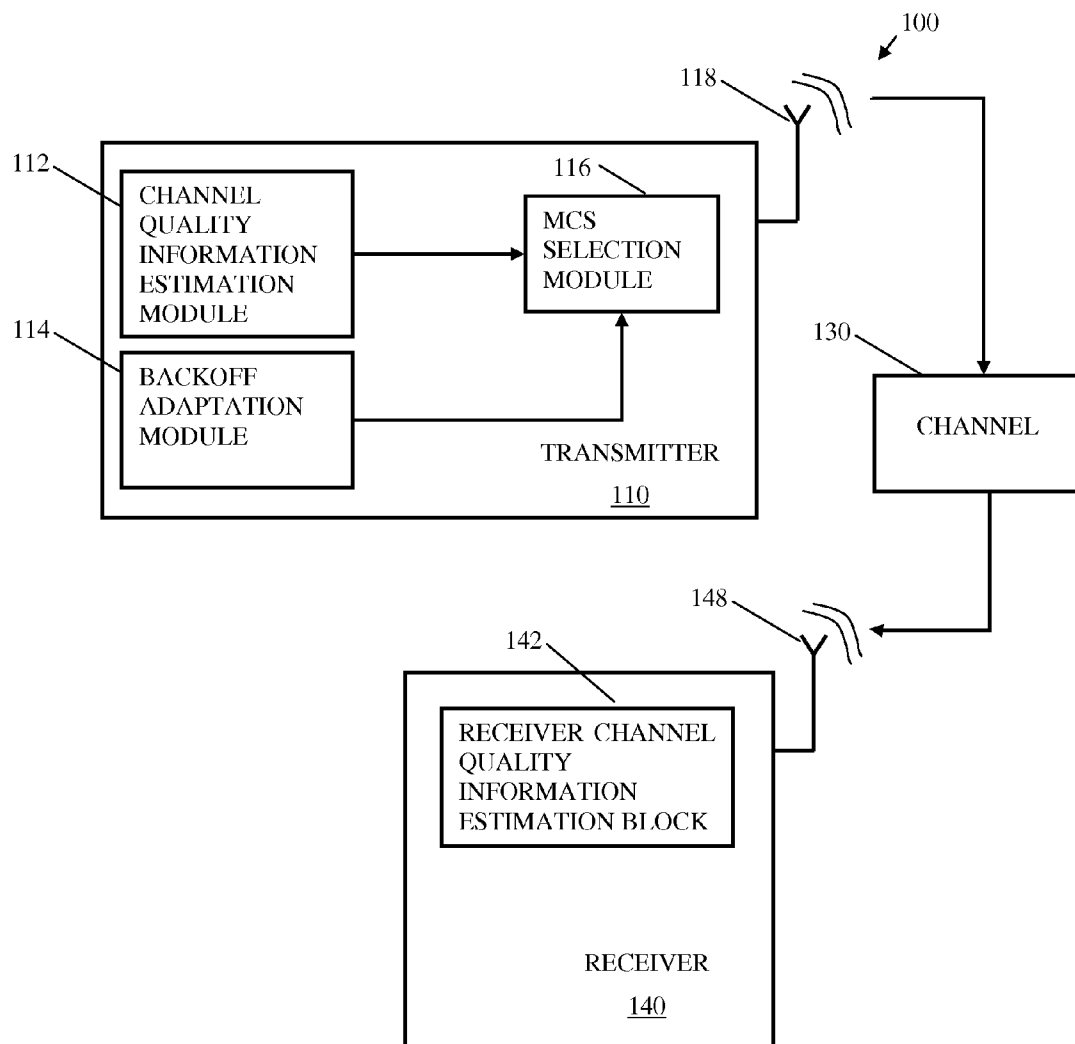 100
118
112
CHANNEL
QUALITY
INFORMATION
ESTIMATION
MODULE
116
MCS
SELECTION
MODULE
114
BACKOFF
ADAPTATION
MODULE
TRANSMITTER
110
130
CHANNEL
148
142
RECEIVER CHANNEL
QUALITY
INFORMATION
ESTIMATION BLOCK
RECEIVER
140